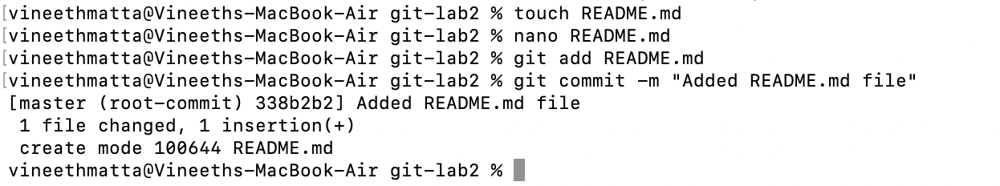 [vineethmatta@Vineeths-MacBook-Air git-lab2 % touch README.md
[vineethmatta@Vineeths-MacBook-Air git-lab2 % nano README.md
[vineethmatta@Vineeths-MacBook-Air git-lab2 % git add README.md
[vineethmatta@Vineeths-MacBook-Air git-lab2 % git commit -m "Added README.md file"
[master (root-commit) 338b2b2] Added README.md file
 1 file changed, 1 insertion(+)
 create mode 100644 README.md
vineethmatta@Vineeths-MacBook-Air git-lab2 %